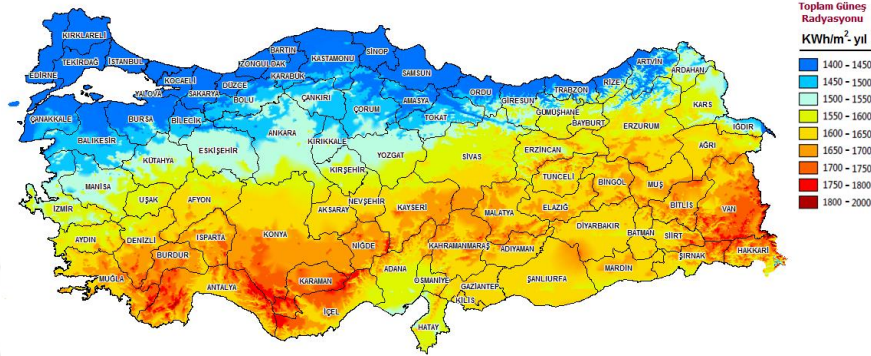 Toplam Güneş
Radyasyonu
KWh/m²- yıl
1400 - 1450
1450 - 1500
1500 - 1550
1550 - 1600
1600 - 1650
1650 - 1700
1700 - 1750
1750 - 1800
1800 - 2000
KIRKLARELİ
TEKİRDAĞ
İSTANBUL
EDİRNE
KOCAELİ
YALOVA
SAKARYA
DÜZCE
ZONGULDAK
BARTIN
KARABÜK
KASTAMONU
SİNOP
SAMSUN
BOLU
ÇANKIRI
ÇORUM
AMASYA
TOKAT
ORDU
GİRESUN
TRABZON
RİZE
ARTVİN
ARDAHAN
KARS
GÜMÜŞHANE
BAYBURT
ERZURUM
IĞDIR
AĞRI
ÇANAKKALE
BURSA
BİLECİK
BALIKESİR
ESKİŞEHİR
ANKARA
KIRIKKALE
KÜTAHYA
KIRŞEHİR
YOZGAT
SİVAS
ERZİNCAN
TUNCELİ
BİNGÖL
MUŞ
MANİSA
İZMİR
UŞAK
AFYON
AKSARAY
NEVŞEHİR
KAYSERİ
MALATYA
ELAZIĞ
BİTLİS
VAN
AYDIN
DENİZLİ
ISPARTA
KONYA
NİĞDE
KAHRAMANMARAŞ
ADIYAMAN
DİYARBAKIR
BATMAN
SİİRT
ŞIRNAK
HAKKARİ
BURDUR
MUĞLA
ANTALYA
KARAMAN
İÇEL
ADANA
OSMANİYE
GAZİANTEP
KİLİS
ŞANLIURFA
MARDİN
HATAY